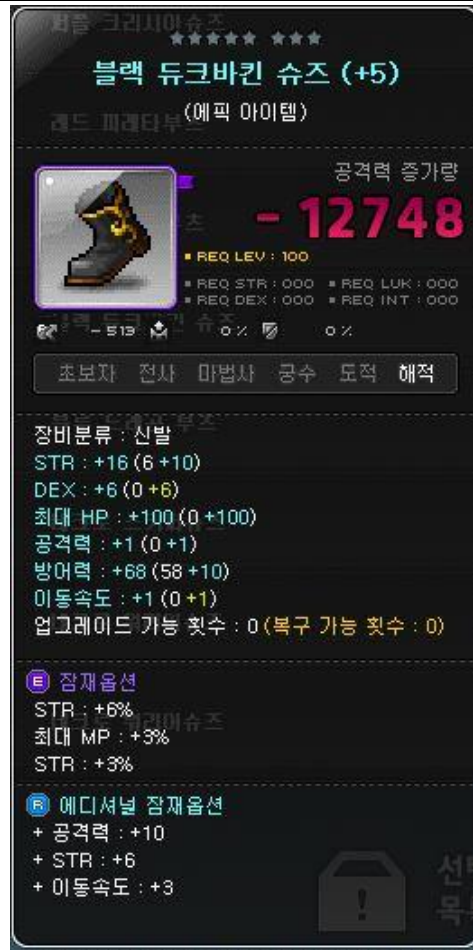 블랙 듀크바킨 슈즈 (+5)
(에픽 아이템)
레드 피레타부츠
공격력 증가량
- 12748
REQ LEV : 100
REQ STR : 000 REQ LUK : 000
REQ DEX : 000 REQ INT : 000
- 513 0 % 0 %
초보자 전사 마법사 궁수 도적 해적
장비분류 : 신발
STR : +16 (6 +10)
DEX : +6 (0 +6)
최대 HP : +100 (0 +100)
공격력 : +1 (0 +1)
방어력 : +68 (58 +10)
이동속도 : +1 (0 +1)
업그레이드 가능 횟수 : 0 (복구 가능 횟수 : 0)
E 잠재옵션
STR : +6%
최대 MP : +3%
STR : +3%
R 에디셔널 잠재옵션
+ 공격력 : +10
+ STR : +6
+ 이동속도 : +3